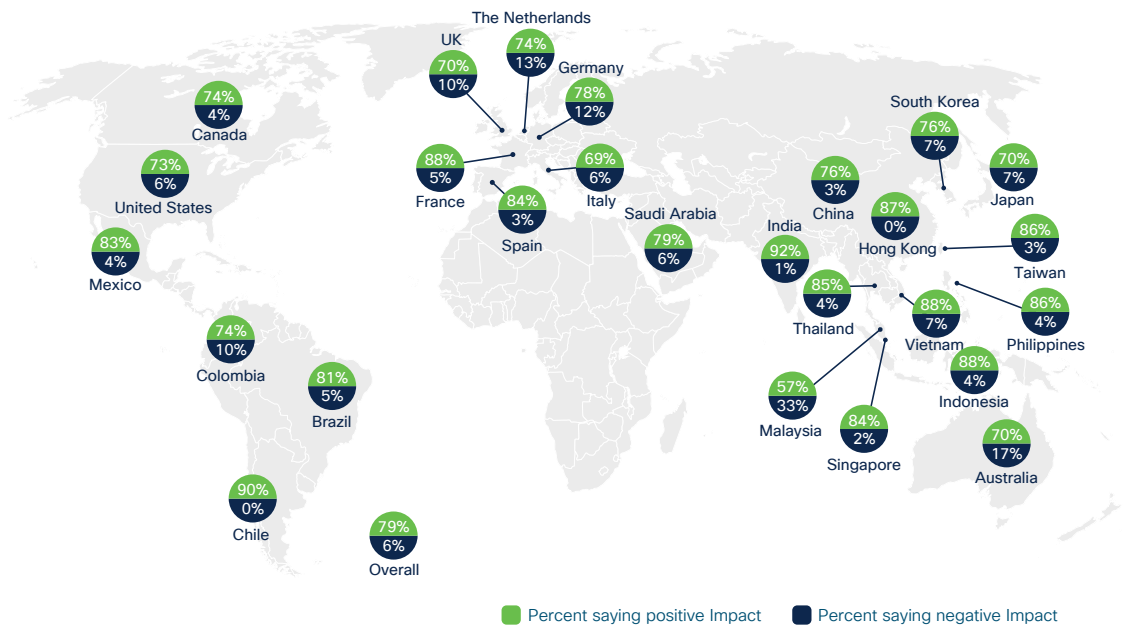 The Netherlands
74%
13%
UK
70%
10%
Germany
78%
12%
74%
4%
Canada
South Korea
76%
7%
73%
6%
United States
88%
5%
France
69%
6%
Italy
84%
3%
Spain
76%
3%
China
70%
7%
Japan
83%
4%
Mexico
Saudi Arabia
79%
6%
India
92%
1%
87%
0%
Hong Kong
86%
3%
Taiwan
85%
4%
Thailand
88%
7%
Vietnam
86%
4%
Philippines
74%
10%
Colombia
81%
5%
Brazil
57%
33%
Malaysia
84%
2%
Singapore
88%
4%
Indonesia
70%
17%
Australia
90%
0%
Chile
79%
6%
Overall
Percent saying positive Impact
Percent saying negative Impact